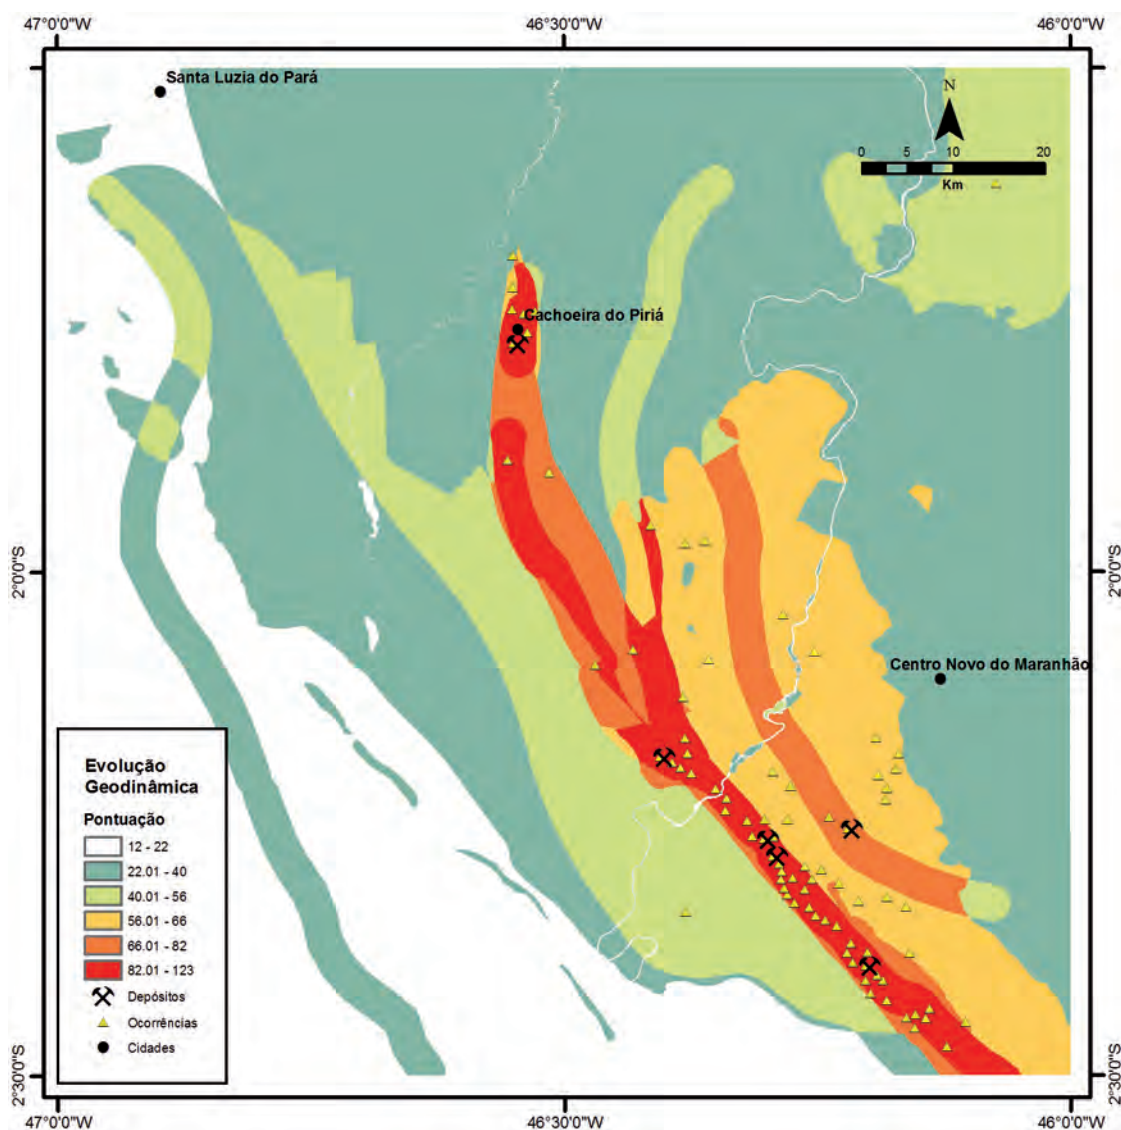 47°0'0"W
46°30'0"W
46°0'0"W
Santa Luzia do Pará
N
0 5 10 20
Km
Cachoeira do Piriá
2°0'0"S
2°0'0"S
Centro Novo do Maranhão
Evolução
Geodinâmica
Pontuação
12 - 22
22.01 - 40
40.01 - 56
56.01 - 66
66.01 - 82
82.01 - 123
Depósitos
Ocorrências
Cidades
2°30'0"S
2°30'0"S
47°0'0"W
46°30'0"W
46°0'0"W